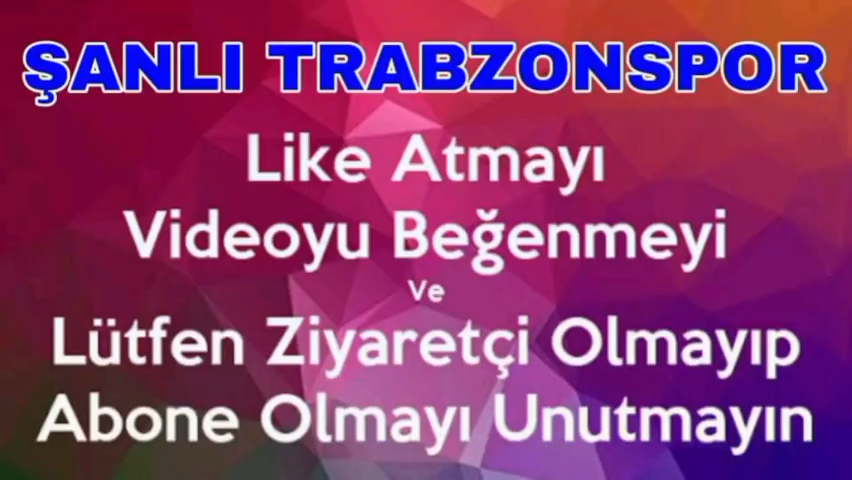 ŞANLI TRABZONSPOR
Like Atmayı
Videoyu Beğenmeyi
Ve
Lütfen Ziyaretçi Olmayıp
Abone Olmayı Unutmayın